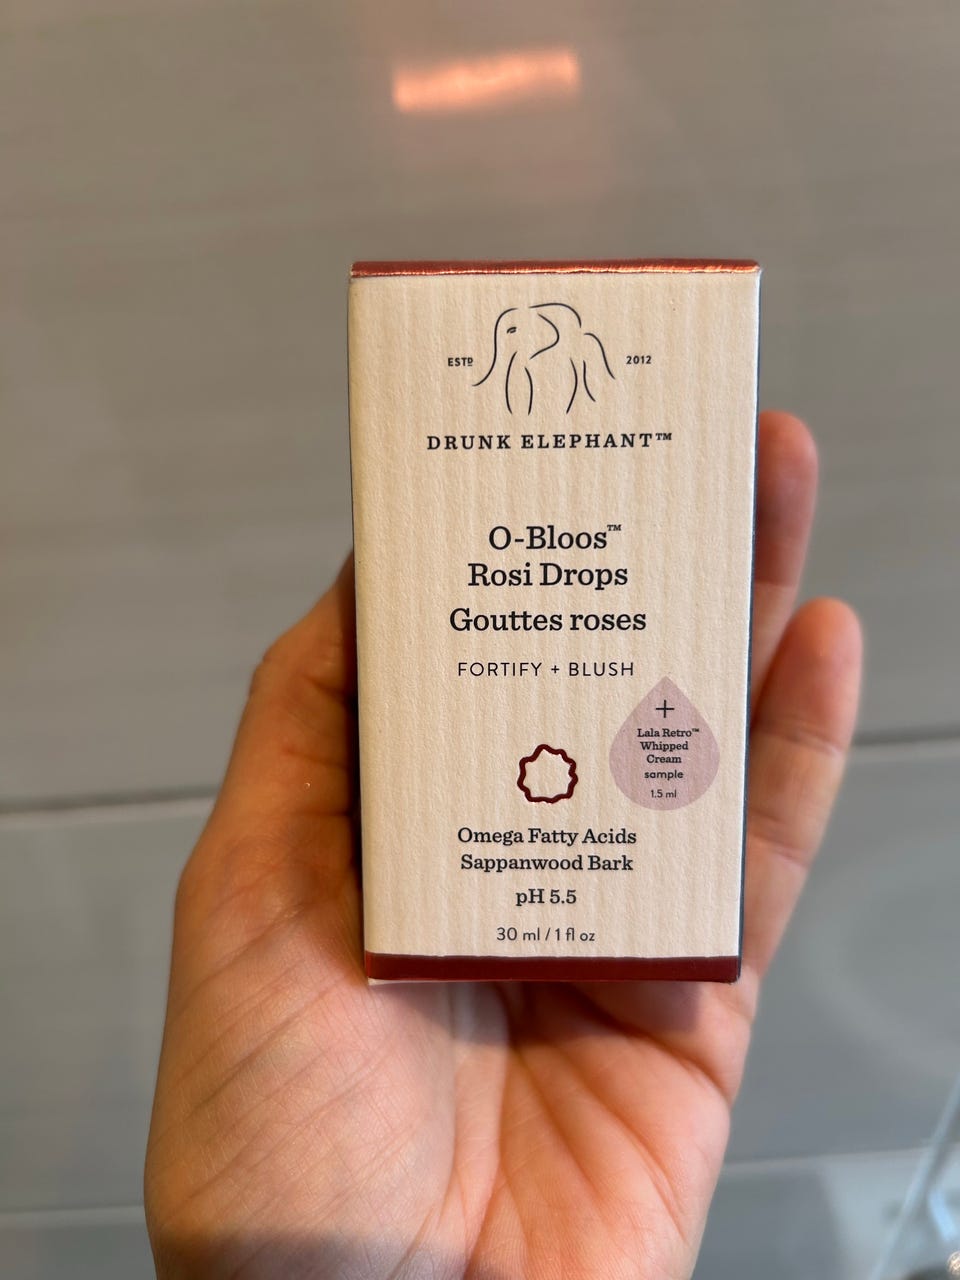 ESTD 2012
DRUNK ELEPHANT™
O-Bloos™
Rosi Drops
Gouttes roses
FORTIFY + BLUSH
+
Lala Retro™
Whipped
Cream
sample
1.5 ml
Omega Fatty Acids
Sappanwood Bark
pH 5.5
30 ml / 1 fl oz